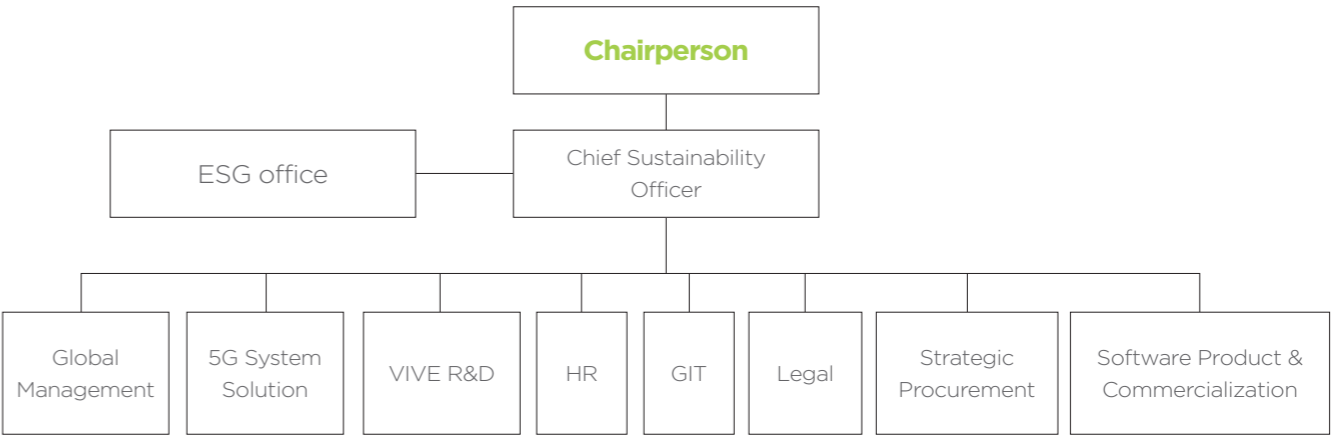 Chairperson
ESG office
Chief Sustainability
Officer
Global
Management
5G System
Solution
VIVE R&D
HR
GIT
Legal
Strategic
Procurement
Software Product &
Commercialization